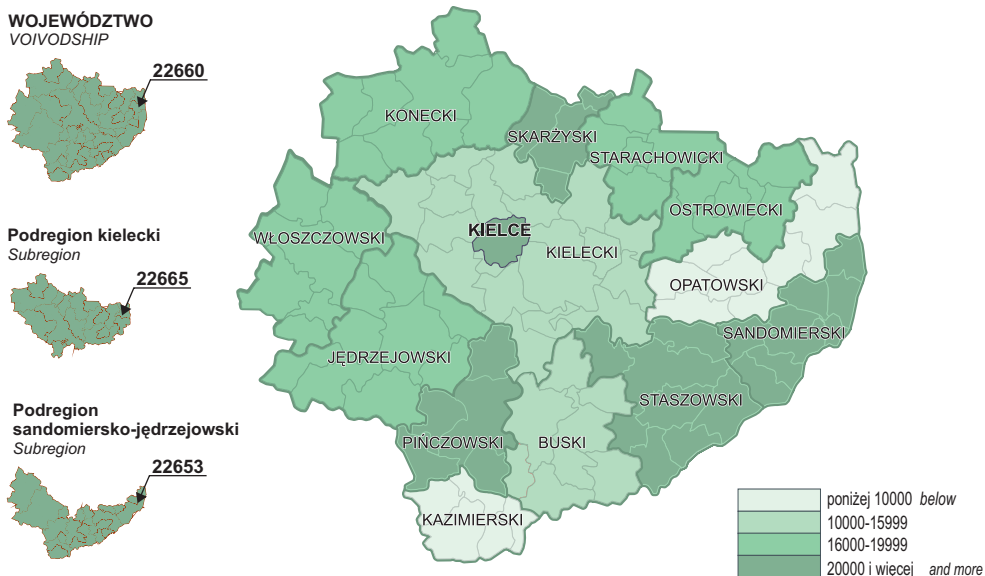 WOJEWÓDZTWO
VOIVODSHIP
22660
Podregion kielecki
Subregion
22665
Podregion
sandomiersko-jędrzejowski
Subregion
22653
KONECKI
SKARŻYSKI
STARACHOWICKI
OSTROWIECKI
WŁOSZCZOWSKI
KIELCE
KIELECKI
OPATOWSKI
SANDOMIERSKI
JĘDRZEJOWSKI
STASZOWSKI
PIŃCZOWSKI
BUSKI
KAZIMIERSKI
poniżej 10000 below
10000-15999
16000-19999
20000 i więcej and more